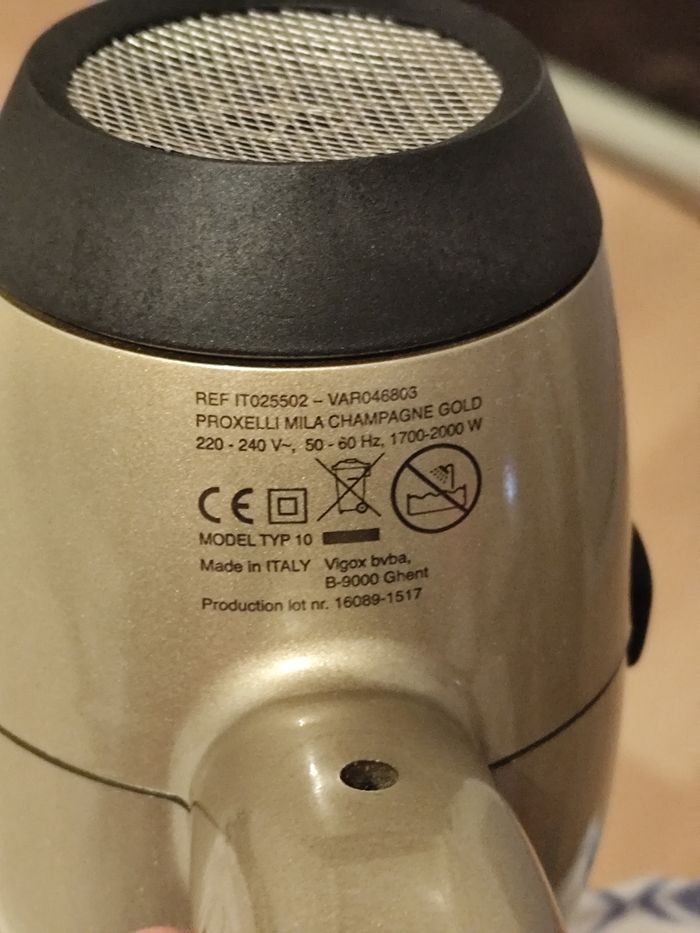 REF IT025502 – VAR046803
PROXELLI MILA CHAMPAGNE GOLD
220 - 240 V~, 50 - 60 Hz, 1700-2000 W
CE
MODEL TYP 10
Made in ITALY Vigox bvba,
B-9000 Ghent
Production lot nr. 16089-1517